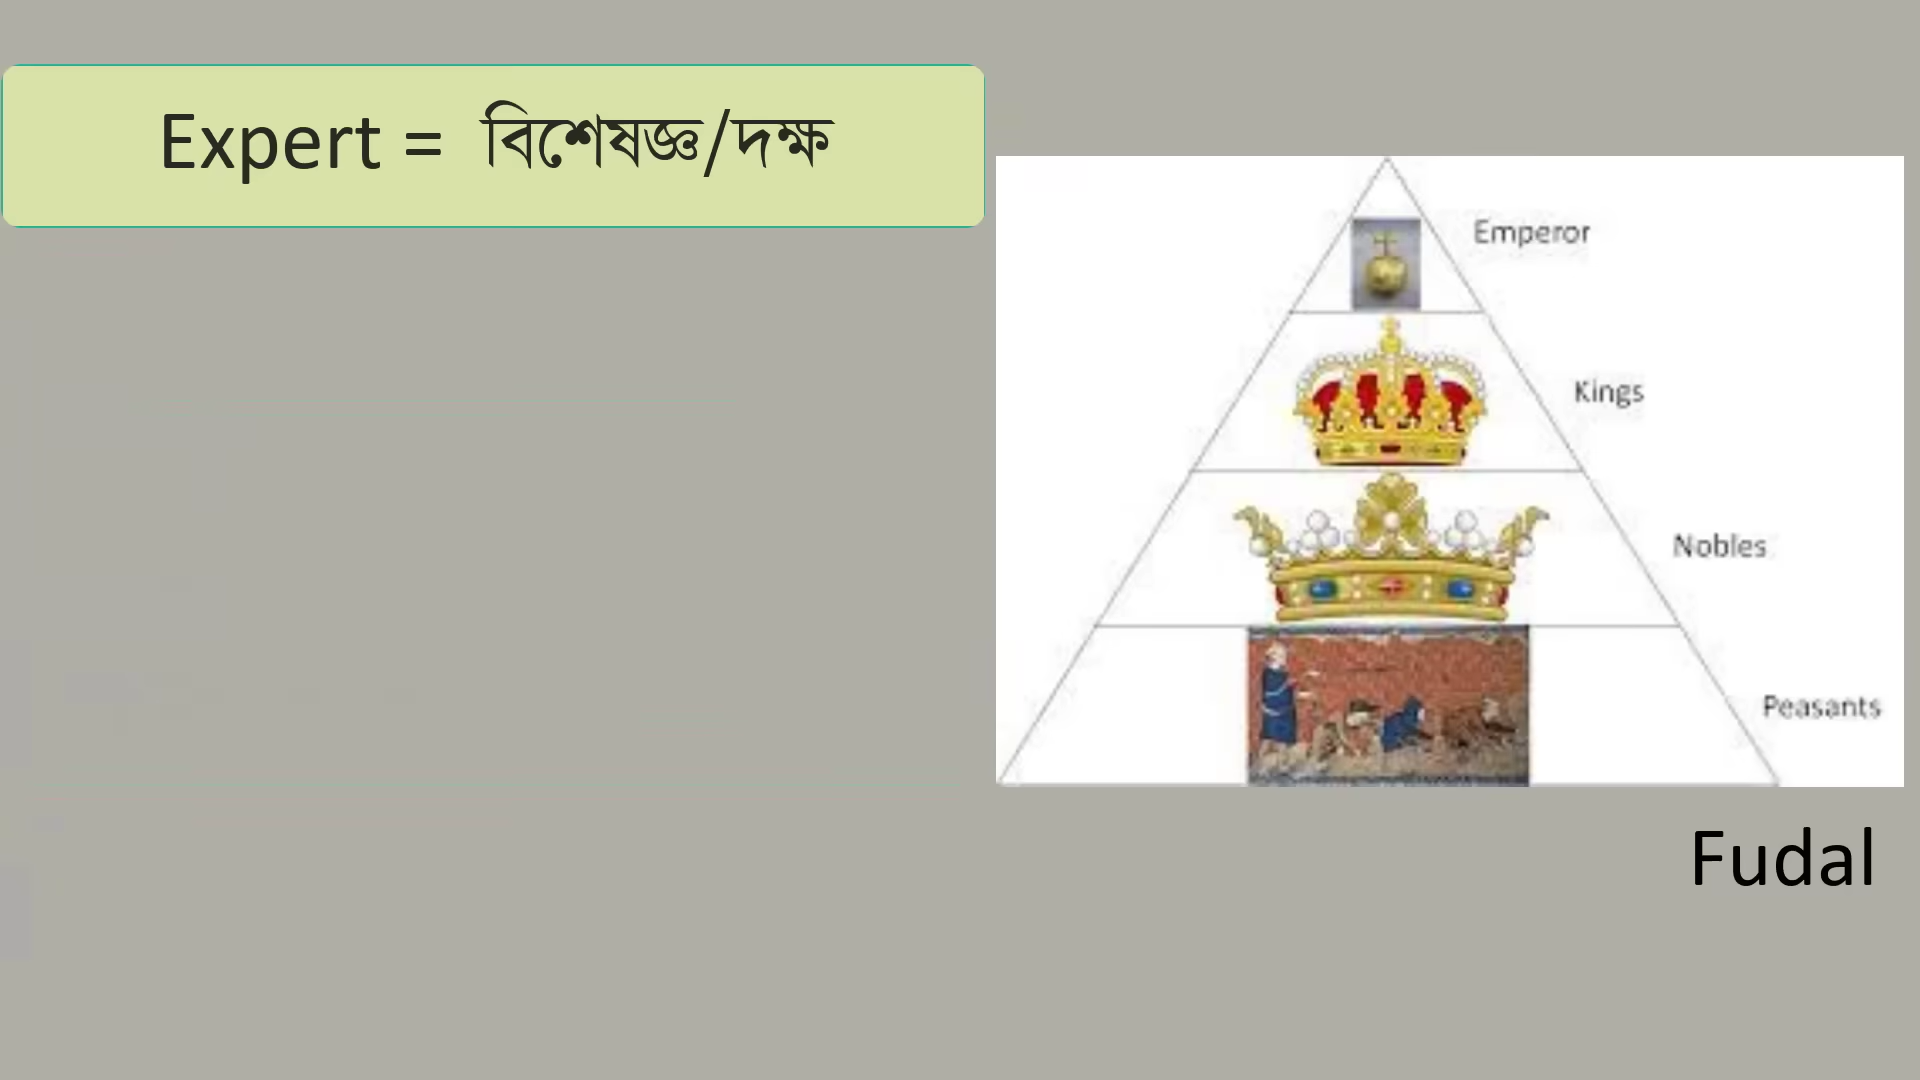 Expert = বিশেষজ্ঞ/দক্ষ
Emperor
Kings
Nobles
Peasants
Fudal